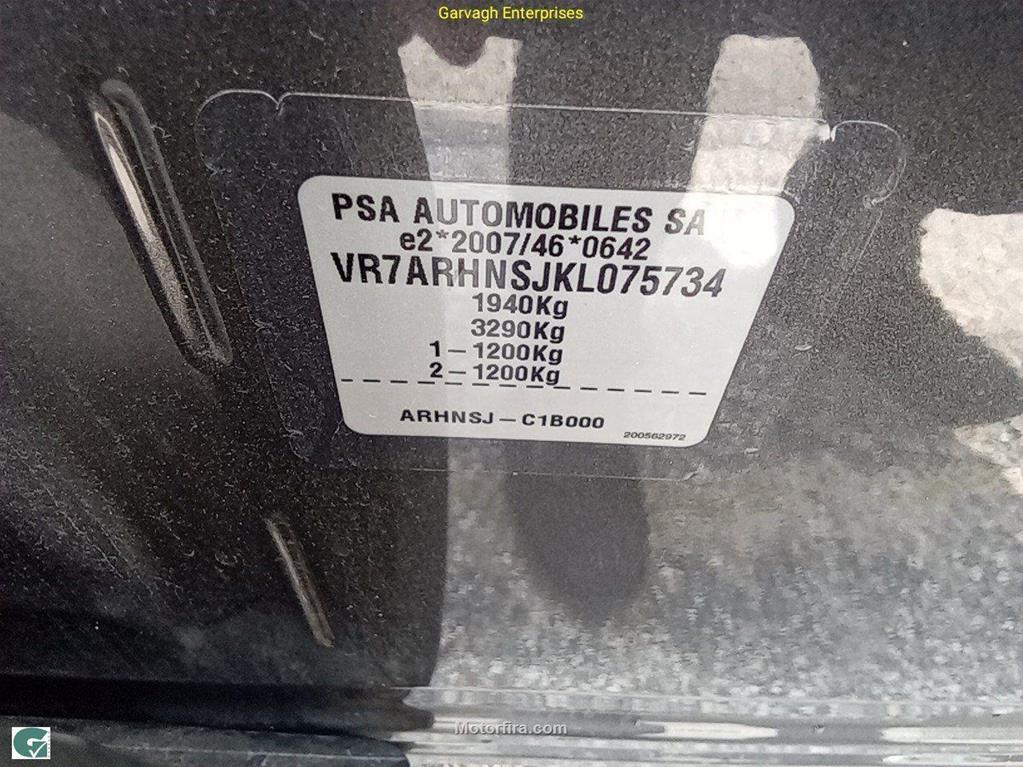 Garvagh Enterprises
PSA AUTOMOBILES SA
e2*2007/46*0642
VR7ARHNSJKL075734
1940Kg
3290Kg
1-1200Kg
2-1200Kg
ARHNSJ-C1B000
200562972
Motorfira.com
G